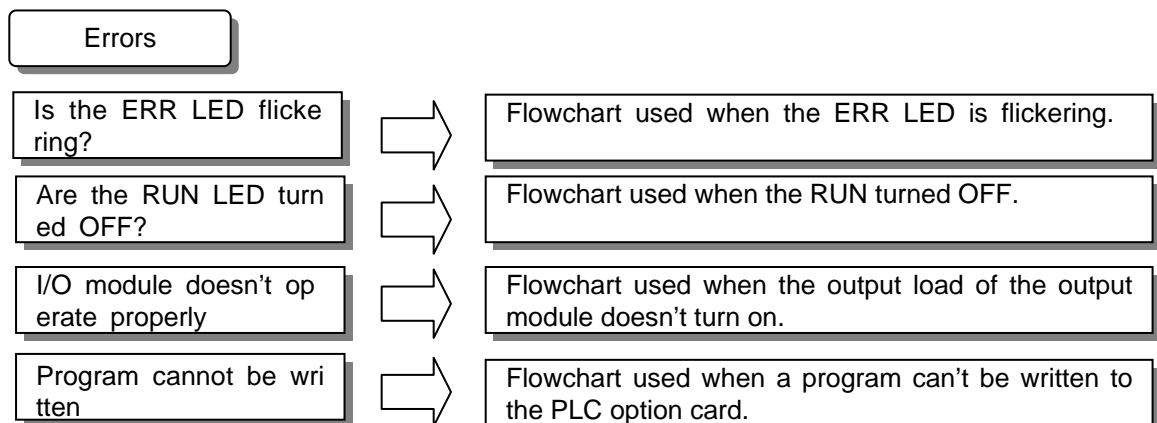 Errors
Is the ERR LED flicke
ring?
Flowchart used when the ERR LED is flickering.
Are the RUN LED turn
ed OFF?
Flowchart used when the RUN turned OFF.
I/O module doesn't op
erate properly
Flowchart used when the output load of the output
module doesn't turn on.
Program cannot be wri
tten
Flowchart used when a program can't be written to
the PLC option card.